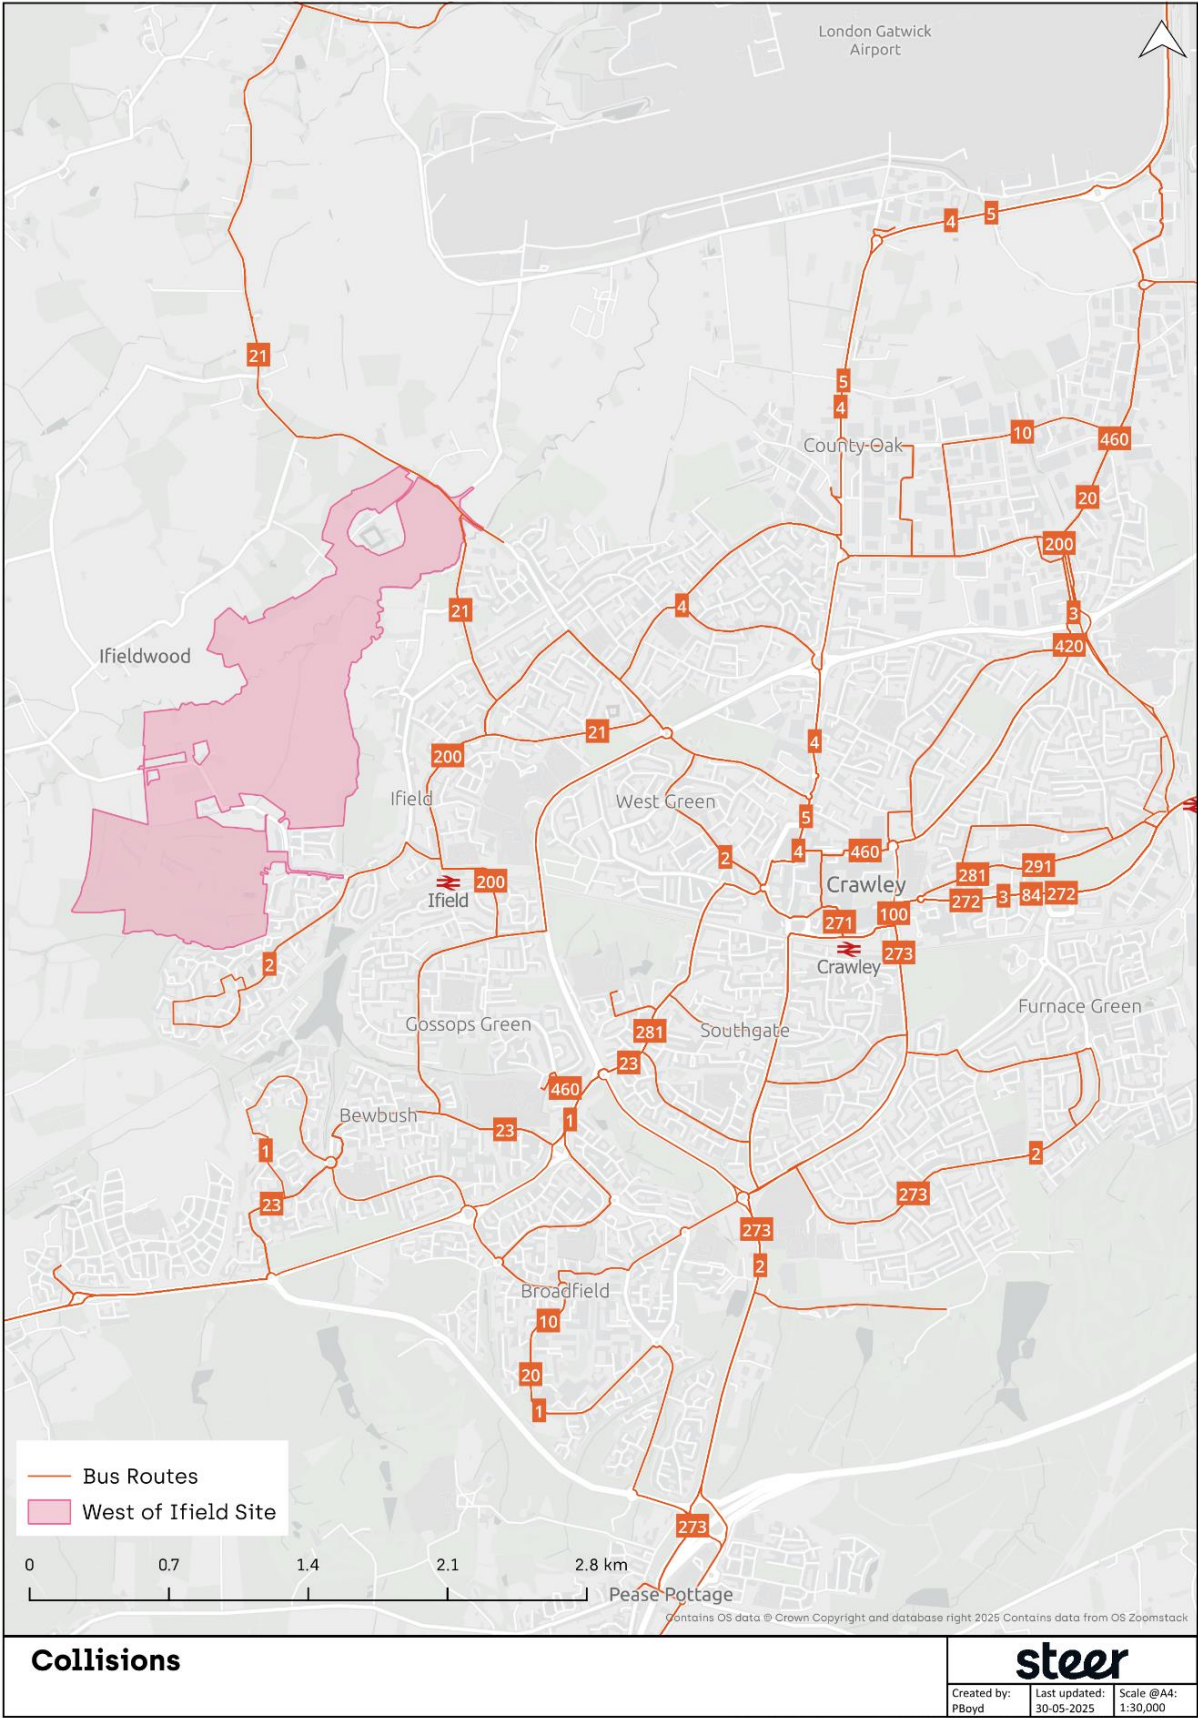 London Gatwick
Airport
4
5
21
5
4
County Oak
10
460
20
200
4
21
3
420
Ifieldwood
21
4
200
Ifield
West Green
5
2
4
460
Crawley
281
291
272
3
84
272
Ifield
200
271
100
Crawley
273
2
Furnace Green
Gossops Green
281
Southgate
23
460
Bewbush
1
23
1
2
23
273
273
2
Broadfield
10
20
1
273
Pease Pottage
Bus Routes
West of Ifield Site
0 0.7 1.4 2.1 2.8 km
Contains OS data © Crown Copyright and database right 2025 Contains data from OS Zoomstack
Collisions
steer
Created by: Last updated: Scale @A4:
PBoyd 30-05-2025 1:30,000